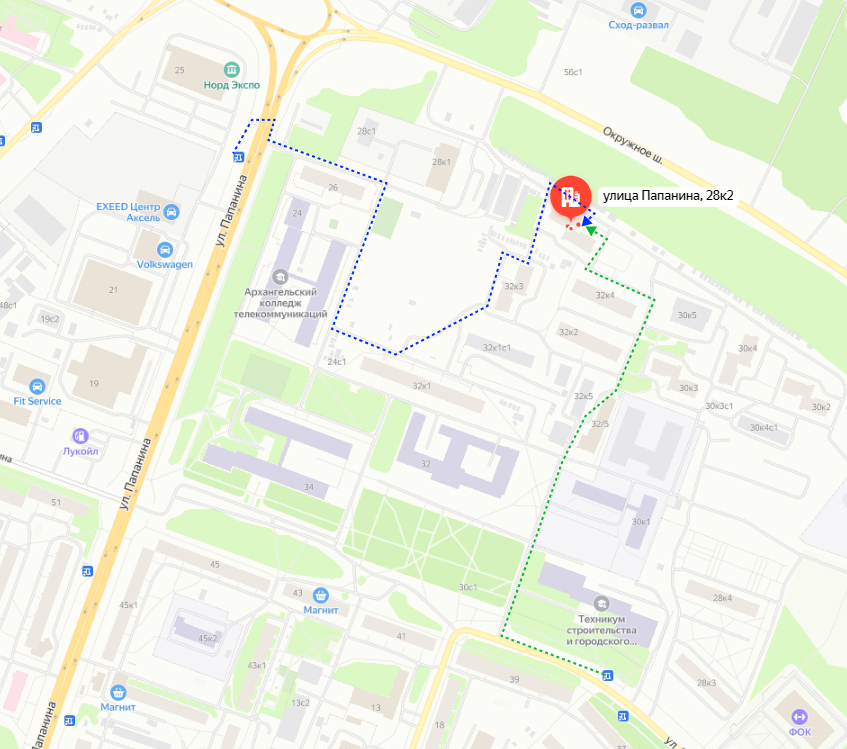 Сход-развал
56с1
25
Норд Экспо
28с1
28к1
Окружное ш.
улица Папанина, 28к2
26
EXEED Центр
Аксель
24
ул. Папанина
Volkswagen
21
Архангельский
колледж
телекоммуникаций
32к3
32к4
48с1
19с2
30к5
32к2
32к1с1
30к4
24с1
19
32к1
30к3
Fit Service
32к5
30к3с1
30к2
32/5
30к4с1
Лукойл
ул. Папанина
на
32
34
51
30к1
45
30с1
43
Магнит
45к1
28к4
Техникум
строительства
и городского...
45к2
41
43к1
39
28к3
Магнит
13с2
13
18
ФОК
Папанина
ул.